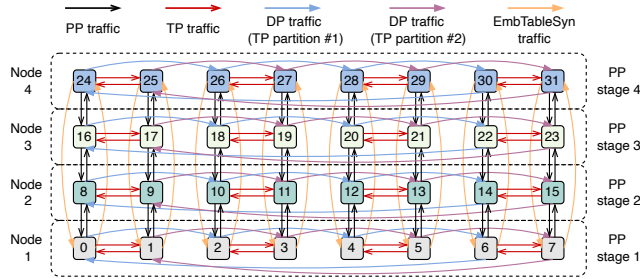 PP traffic
TP traffic
DP traffic
(TP partition #1)
DP traffic
(TP partition #2)
EmbTableSyn
traffic
Node
4
24 25 26 27 28 29 30 31
PP
stage 4
Node
3
16 17 18 19 20 21 22 23
PP
stage 3
Node
2
8 9 10 11 12 13 14 15
PP
stage 2
Node
1
0 1 2 3 4 5 6 7
PP
stage 1